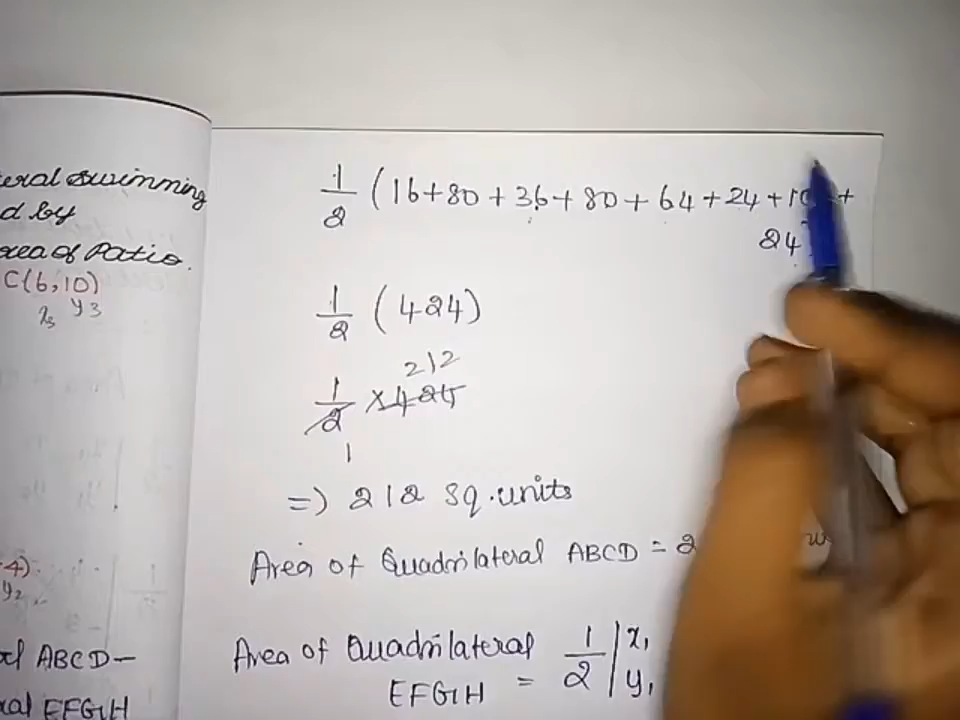 eral swimming
d by
rea of Patio.
C(6,10)
x3 y3
-4).
y2
ABCD-
ral EFGH
1/2 (16+80+36+80+64+24+10 +
24
1/2 (424)
212
1/2 × 424
1
=) 212 sq.units
Area of Quadrilateral ABCD = 2
Area of Quadrilateral 1/2 | x1
EFGH = y1